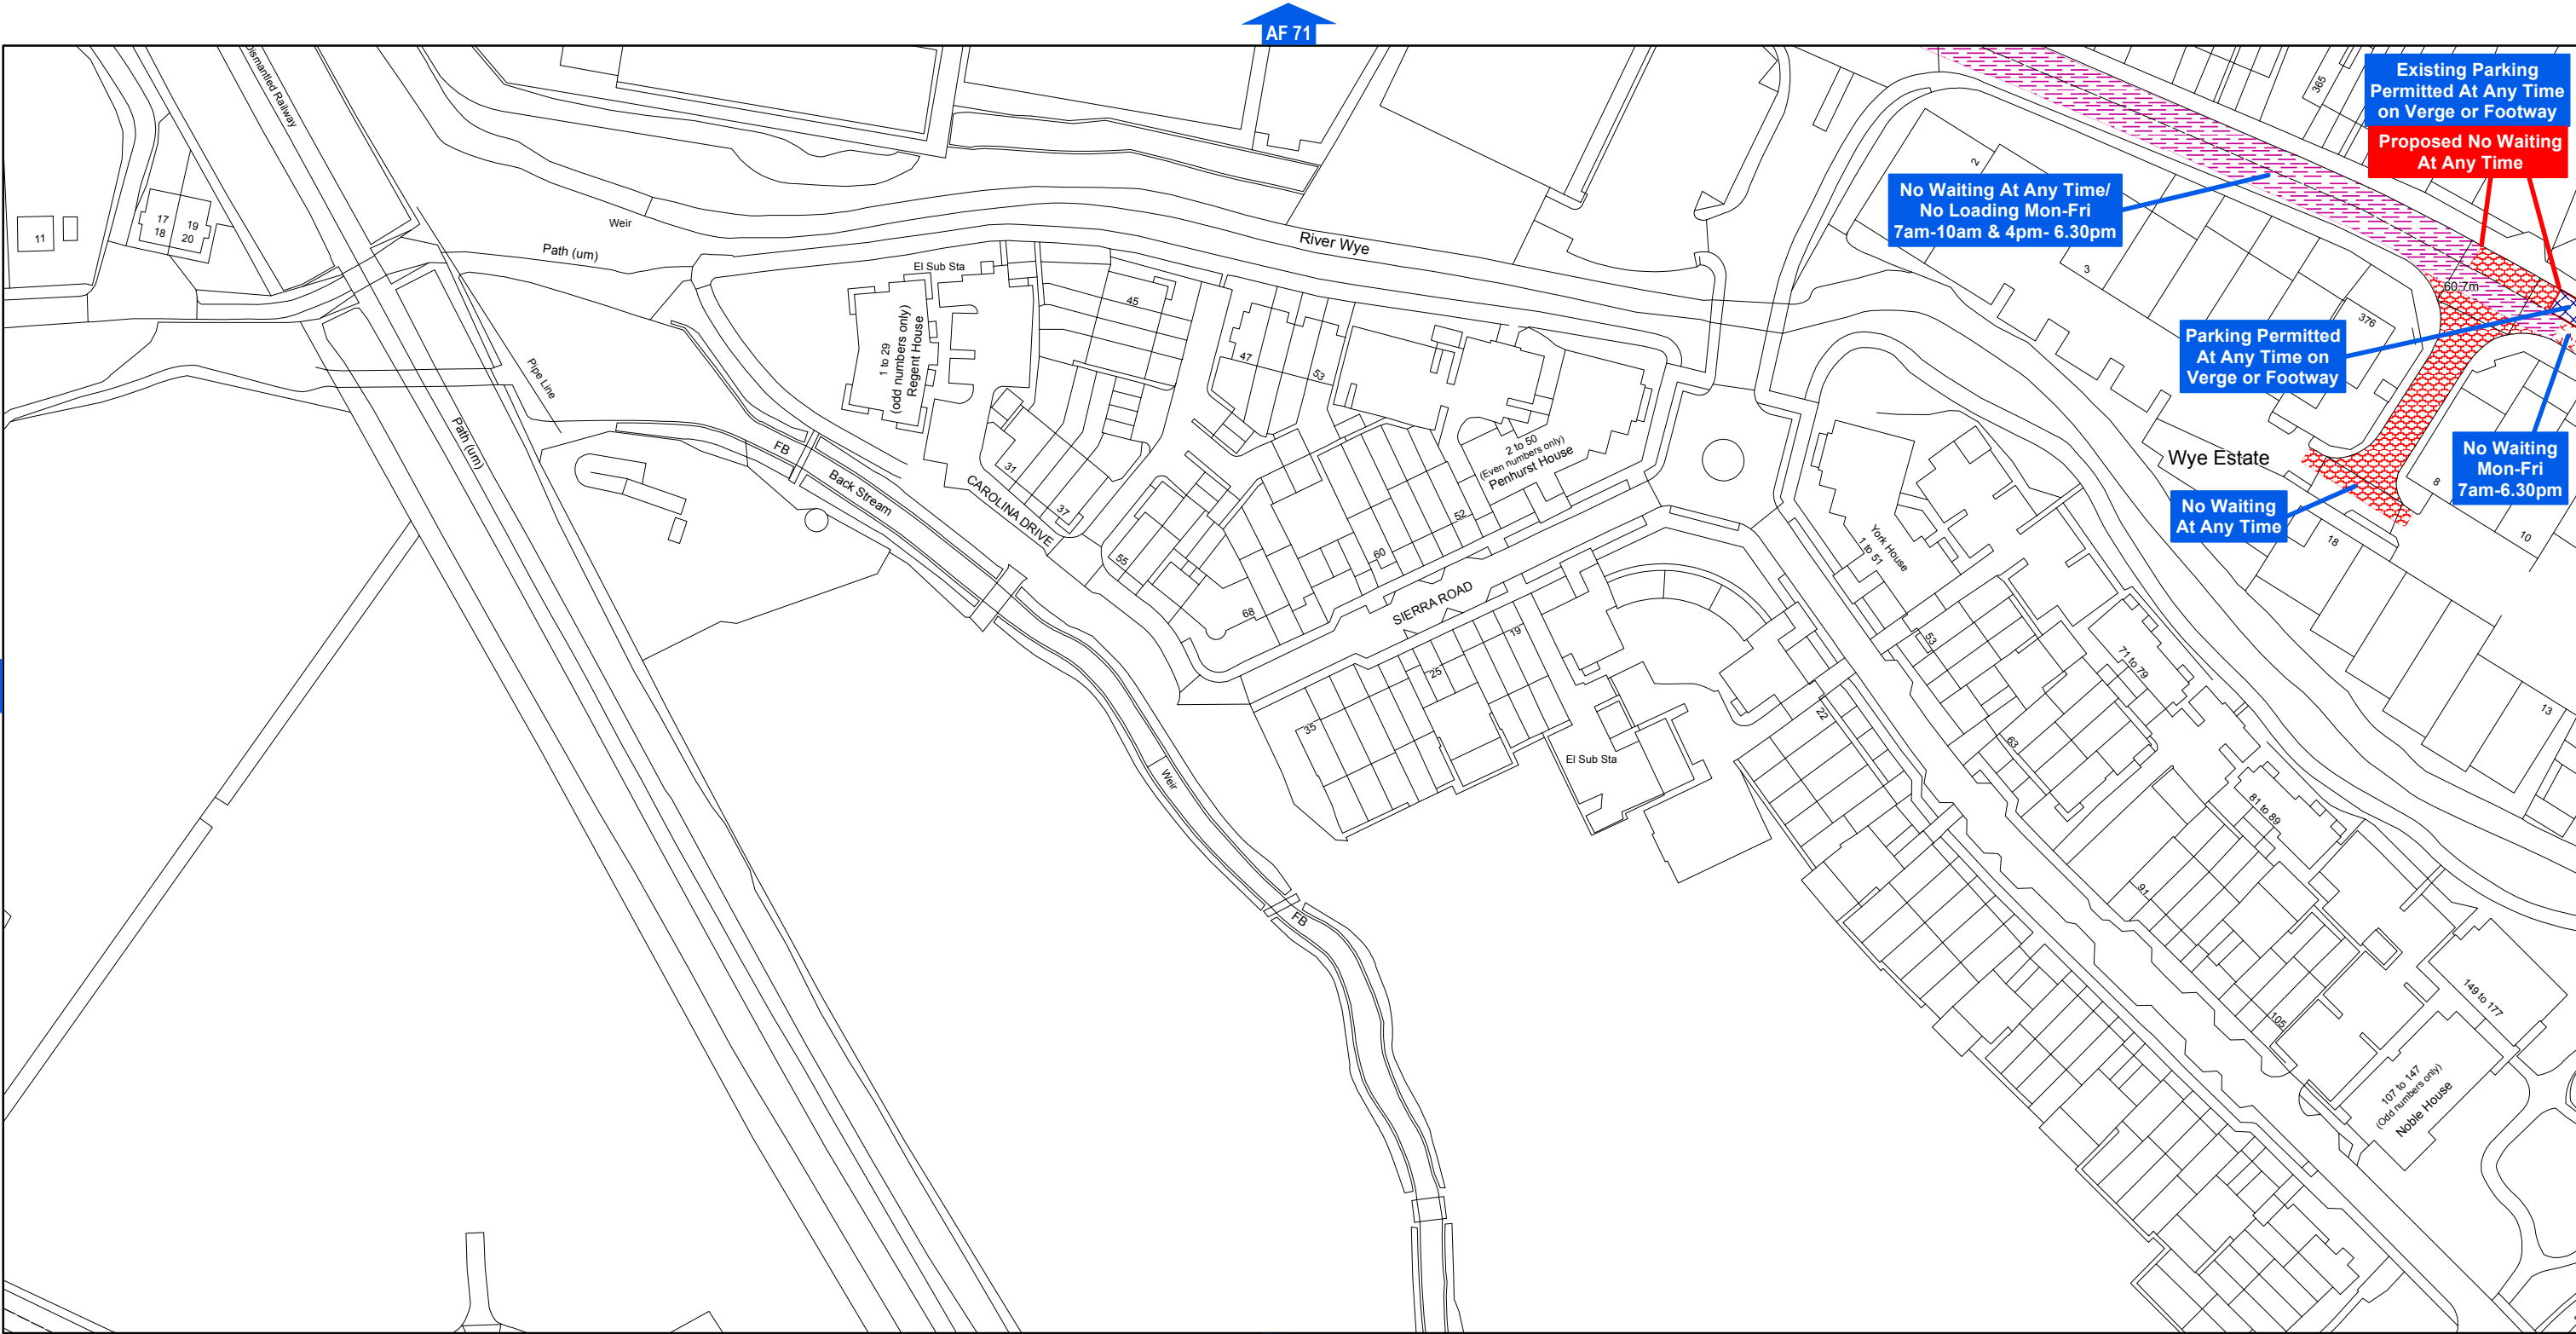 AF 71
Dismantled Railway
365
Existing Parking
Permitted At Any Time
on Verge or Footway
Proposed No Waiting
At Any Time
No Waiting At Any Time/
No Loading Mon-Fri
7am-10am & 4pm- 6.30pm
2
3
17
18
19
20
11
Weir
Path (um)
River Wye
El Sub Sta
45
60.7m
376
1 to 29
(odd numbers only)
Regent House
47
53
Parking Permitted
At Any Time on
Verge or Footway
Pipe Line
Path (um)
FB
Back Stream
31
37
CAROLINA DRIVE
55
68
60
52
2 to 50
(Even numbers only)
Penhurst House
Wye Estate
No Waiting
Mon-Fri
7am-6.30pm
No Waiting
At Any Time
8
10
18
13
York House
1 to 51
SIERRA ROAD
19
25
35
53
71 to 79
22
63
El Sub Sta
Weir
81 to 89
91
FB
105
149 to 177
107 to 147
(Odd numbers only)
Noble House